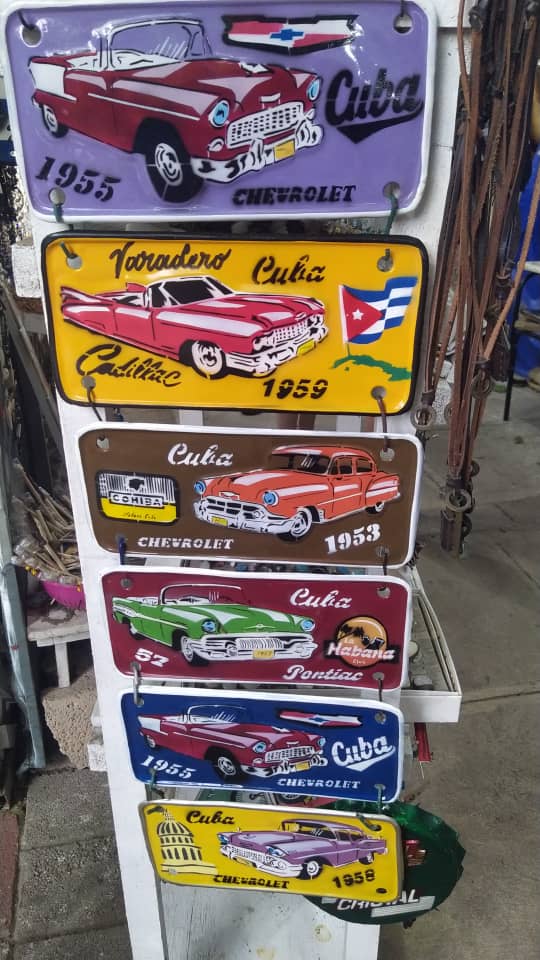 Cuba
1955
CHEVROLET
Varadero Cuba
Cadillac
1959
Cuba
COHIBA
CHEVROLET
1953
Cuba
La
Habana
57
Pontiac
Cuba
1955
CHEVROLET
Cuba
CHEVROLET
1958
CRISTAL